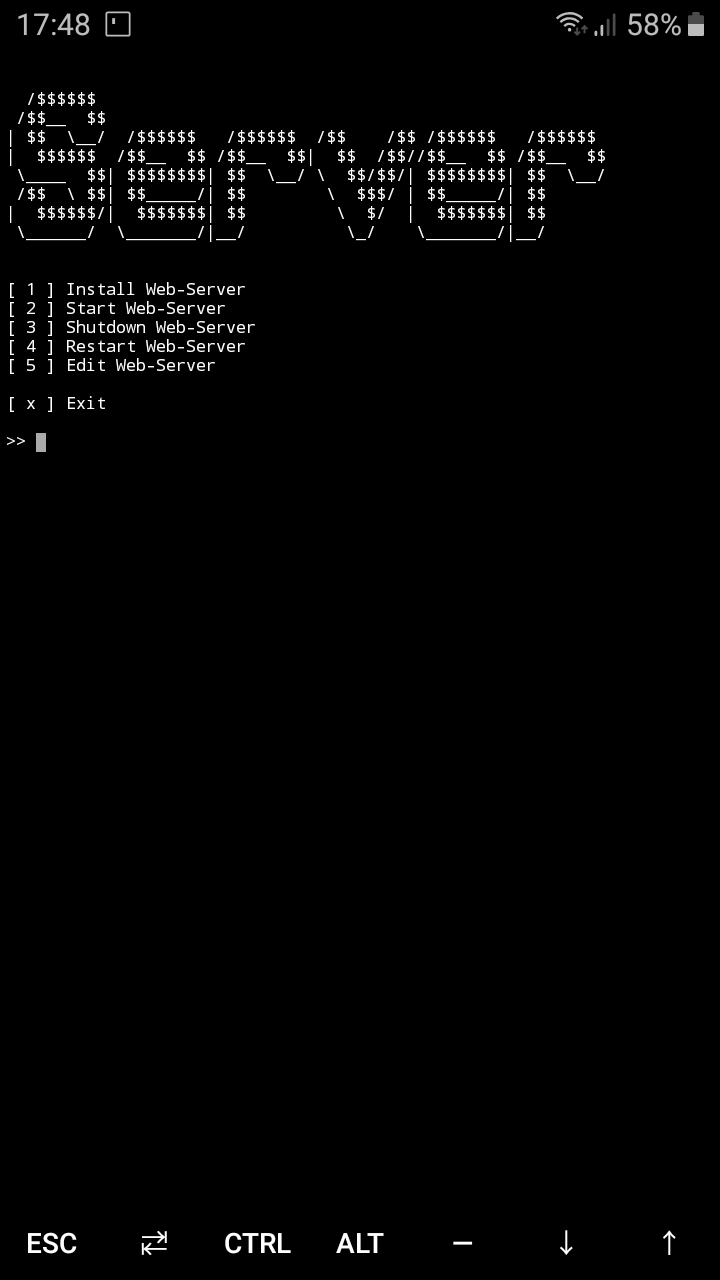 17:48 58%
  /$$$$$$
 /$$__  $$
| $$  \__/  /$$$$$$   /$$$$$$  /$$    /$$ /$$$$$$   /$$$$$$
|  $$$$$$  /$$__  $$ /$$__  $$|  $$  /$$//$$__  $$ /$$__  $$
 \____  $$| $$$$$$$$| $$  \__/ \  $$/$$/| $$$$$$$$| $$  \__/
 /$$  \ $$| $$_____/| $$        \  $$$/ | $$_____/| $$
|  $$$$$$/|  $$$$$$$| $$         \  $/  |  $$$$$$$| $$
 \______/  \_______/|__/          \_/    \_______/|__/
[ 1 ] Install Web-Server
[ 2 ] Start Web-Server
[ 3 ] Shutdown Web-Server
[ 4 ] Restart Web-Server
[ 5 ] Edit Web-Server
[ x ] Exit
>>
ESC ⇄ CTRL ALT — ↓ ↑